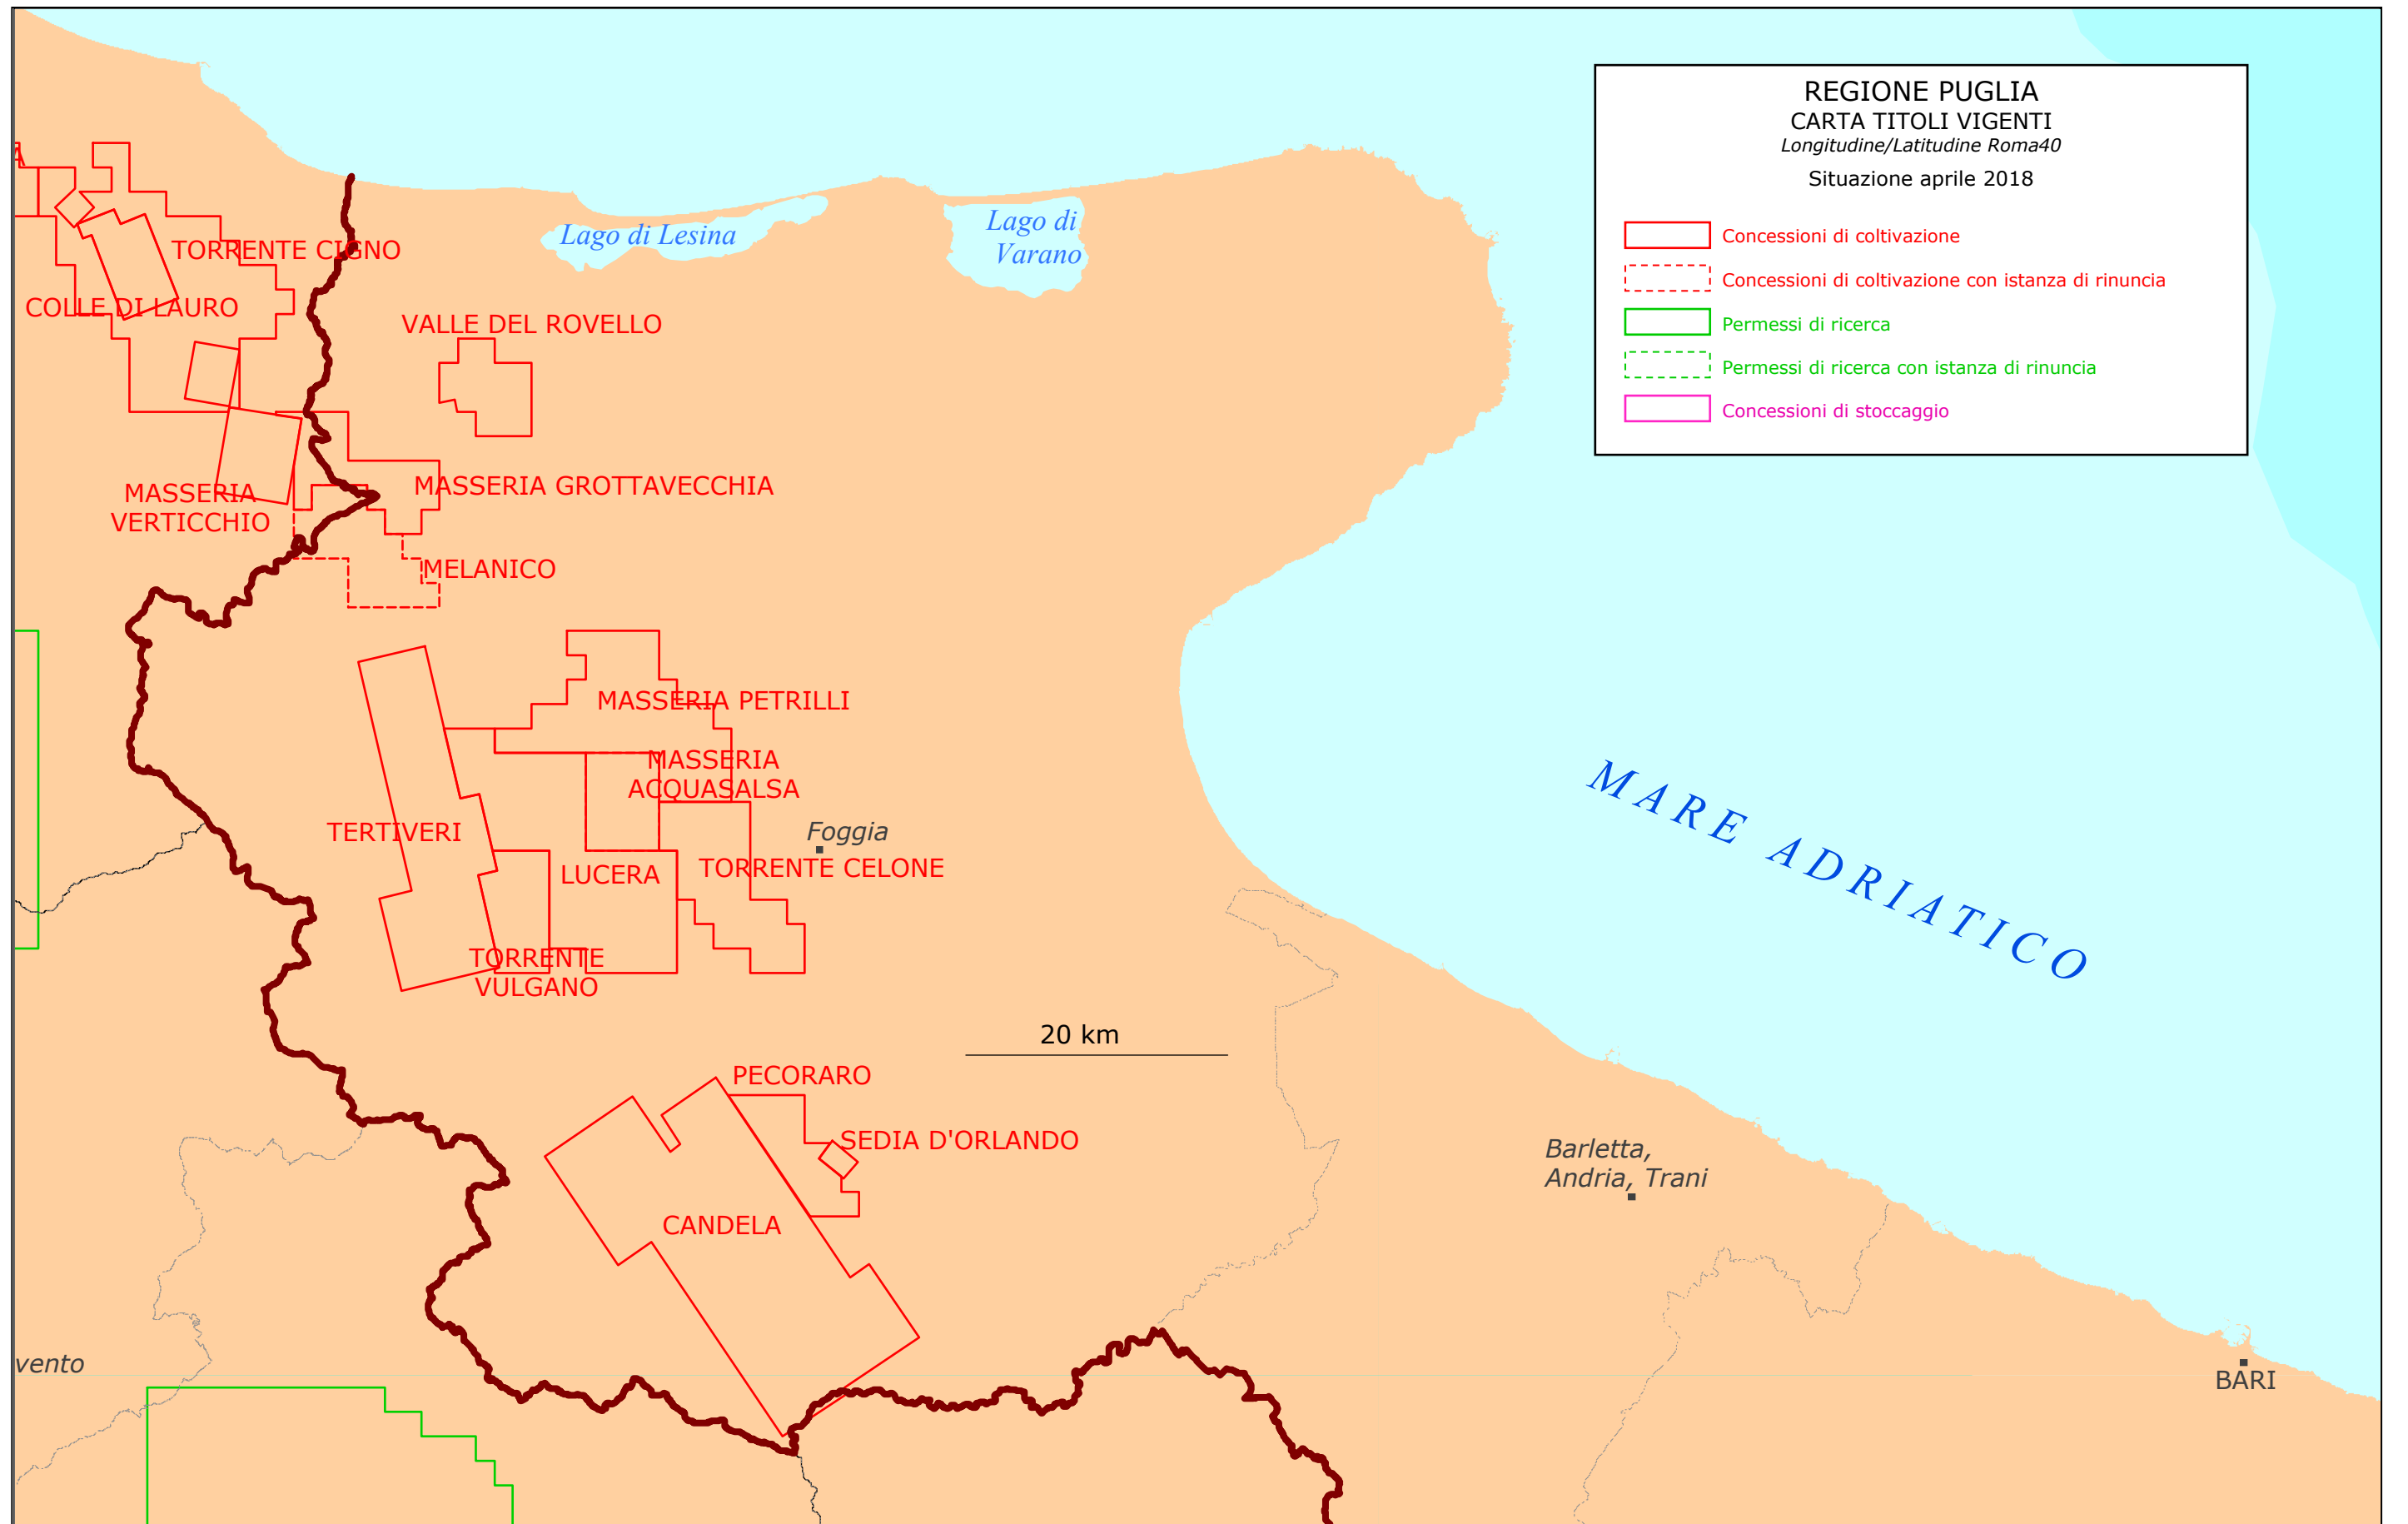 REGIONE PUGLIA
CARTA TITOLI VIGENTI
Longitudine/Latitudine Roma40
Situazione aprile 2018
Concessioni di coltivazione
Concessioni di coltivazione con istanza di rinuncia
Permessi di ricerca
Permessi di ricerca con istanza di rinuncia
Concessioni di stoccaggio
A
TORRENTE CIGNO
COLLE DI LAURO
Lago di Lesina
Lago di
Varano
VALLE DEL ROVELLO
MASSERIA GROTTAVECCHIA
MASSERIA
VERTICCHIO
MELANICO
MASSERIA PETRILLI
MASSERIA
ACQUASALSA
TERTIVERI
Foggia
LUCERA
TORRENTE CELONE
TORRENTE
VULGANO
MARE ADRIATICO
20 km
PECORARO
SEDIA D'ORLANDO
CANDELA
Barletta,
Andria, Trani
vento
BARI